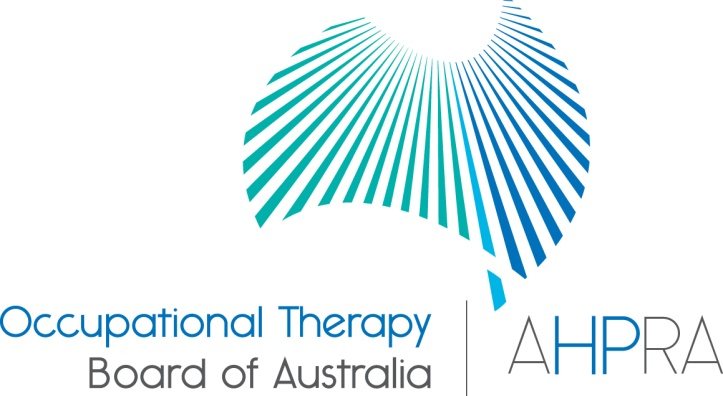 Occupational Therapy
Board of Australia
AHPRA